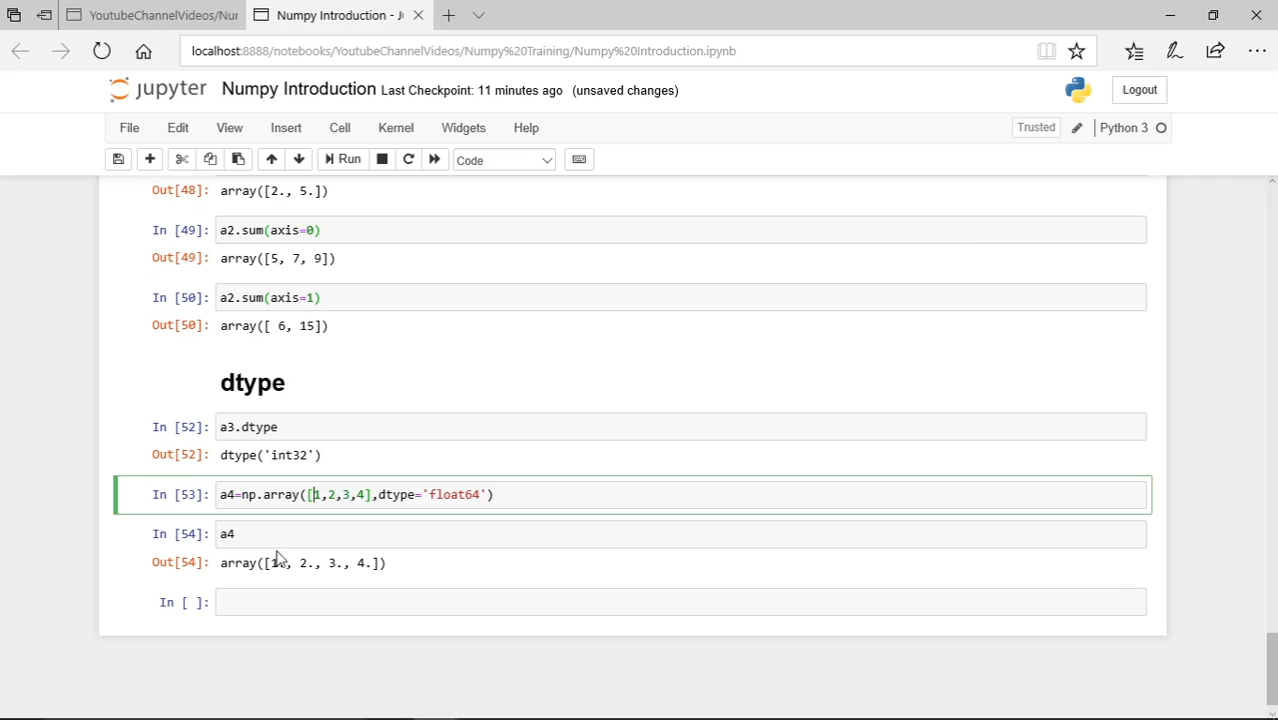 YoutubeChannelVideos/Nur
Numpy Introduction - Ju
localhost:8888/notebooks/YoutubeChannelVideos/Numpy%20Training/Numpy%20Introduction.ipynb
jupyter Numpy Introduction Last Checkpoint: 11 minutes ago (unsaved changes) Logout
File Edit View Insert Cell Kernel Widgets Help Trusted Python 3
Run Code
Out[48]: array([2., 5.])
In [49]: a2.sum(axis=0)
Out[49]: array([5, 7, 9])
In [50]: a2.sum(axis=1)
Out[50]: array([ 6, 15])
dtype
In [52]: a3.dtype
Out[52]: dtype('int32')
In [53]: a4=np.array([1,2,3,4],dtype='float64')
In [54]: a4
Out[54]: array([1., 2., 3., 4.])
In [ ]: